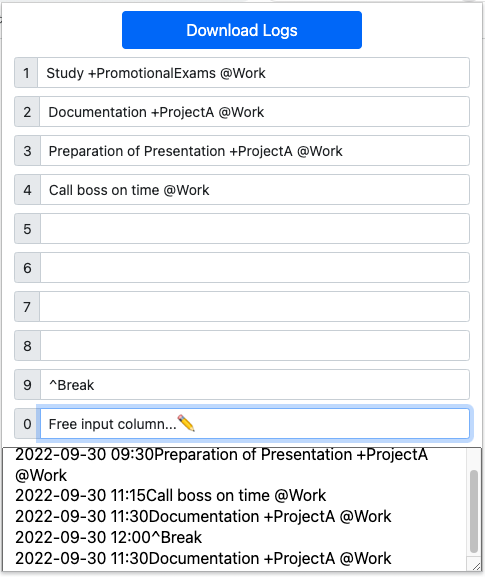 Download Logs
1 Study +PromotionalExams @Work
2 Documentation +ProjectA @Work
3 Preparation of Presentation +ProjectA @Work
4 Call boss on time @Work
5
6
7
8
9 ^Break
0 Free input column...✏️
2022-09-30 09:30Preparation of Presentation +ProjectA
@Work
2022-09-30 11:15Call boss on time @Work
2022-09-30 11:30Documentation +ProjectA @Work
2022-09-30 12:00^Break
2022-09-30 11:30Documentation +ProjectA @Work